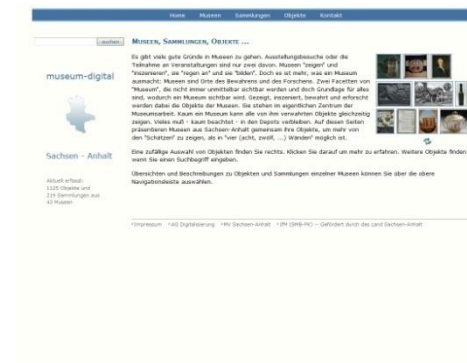 Home Museen Sammlungen Objekte Kontakt
suchen
MUSEEN, SAMMLUNGEN, OBJEKTE ...
Es gibt viele gute Gründe in Museen zu gehen. Ausstellungsbesuche oder die
Teilnahme an Veranstaltungen sind nur zwei davon. Museen "zeigen" und
"inszenieren", sie "regen an" und sie "bilden". Doch es ist mehr, was ein Museum
ausmacht: Museen sind Orte des Bewahrens und des Forschens. Zwei Facetten von
"Museum", die nicht immer unmittelbar sichtbar werden und doch Grundlage für alles
sind, wodurch ein Museum sichtbar wird. Gezeigt, inszeniert, bewahrt und erforscht
werden dabei die Objekte der Museen. Sie stehen im eigentlichen Zentrum der
Museumsarbeit. Kaum ein Museum kann alle von ihm verwahrten Objekte gleichzeitig
zeigen. Vieles muß - kaum beachtet - in den Depots verbleiben. Auf diesen Seiten
präsentieren Museen aus Sachsen-Anhalt gemeinsam ihre Objekte, um mehr von
den "Schätzen" zu zeigen, als in "vier (acht, zwölf, ...) Wänden" möglich ist.
Eine zufällige Auswahl von Objekten finden Sie rechts. Klicken Sie darauf um mehr zu erfahren. Weitere Objekte finden
wenn Sie einen Suchbegriff eingeben.
Übersichten und Beschreibungen zu Objekten und Sammlungen einzelner Museen können Sie über die obere
Navigationsleiste auswählen.
museum-digital
Sachsen - Anhalt
Aktuell erfasst:
1125 Objekte und
219 Sammlungen aus
43 Museen
Impressum AG Digitalisierung MV Sachsen-Anhalt IfM (SMB-PK) -- Gefördert durch das Land Sachsen-Anhalt